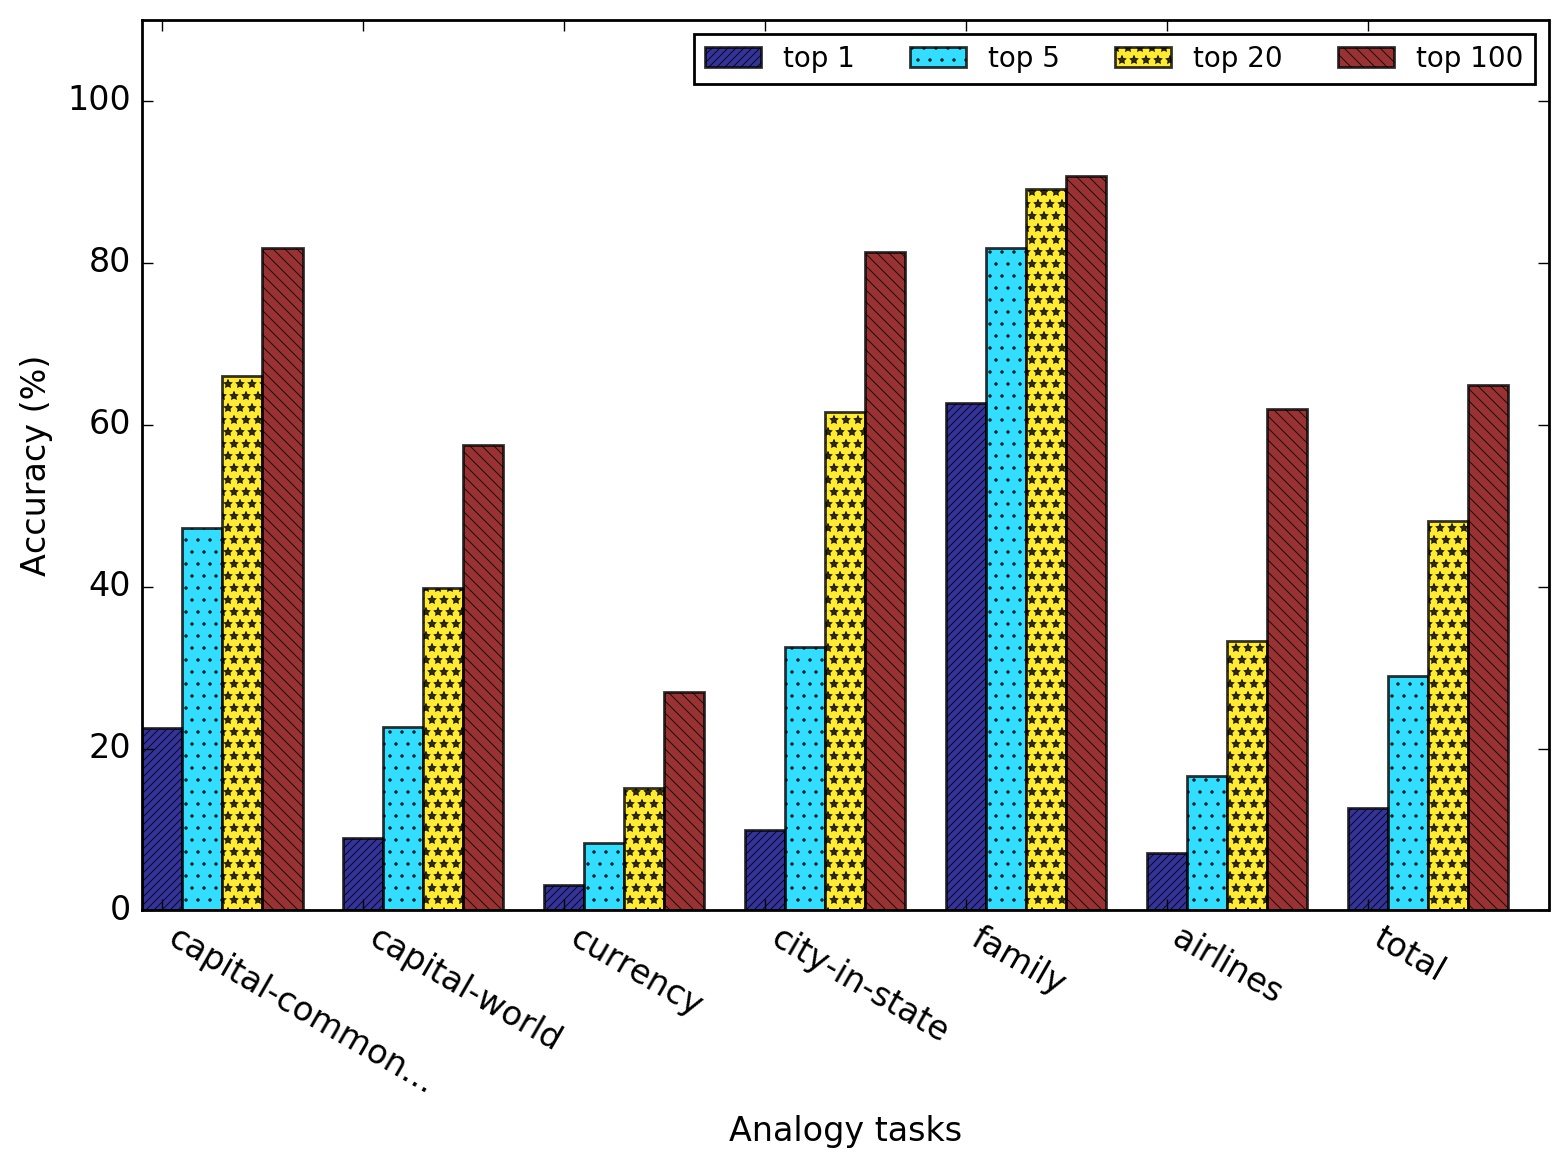 top 1
top 5
top 20
top 100
100
80
60
40
20
0
Accuracy (%)
capital-common...
capital-world
currency
city-in-state
family
airlines
total
Analogy tasks